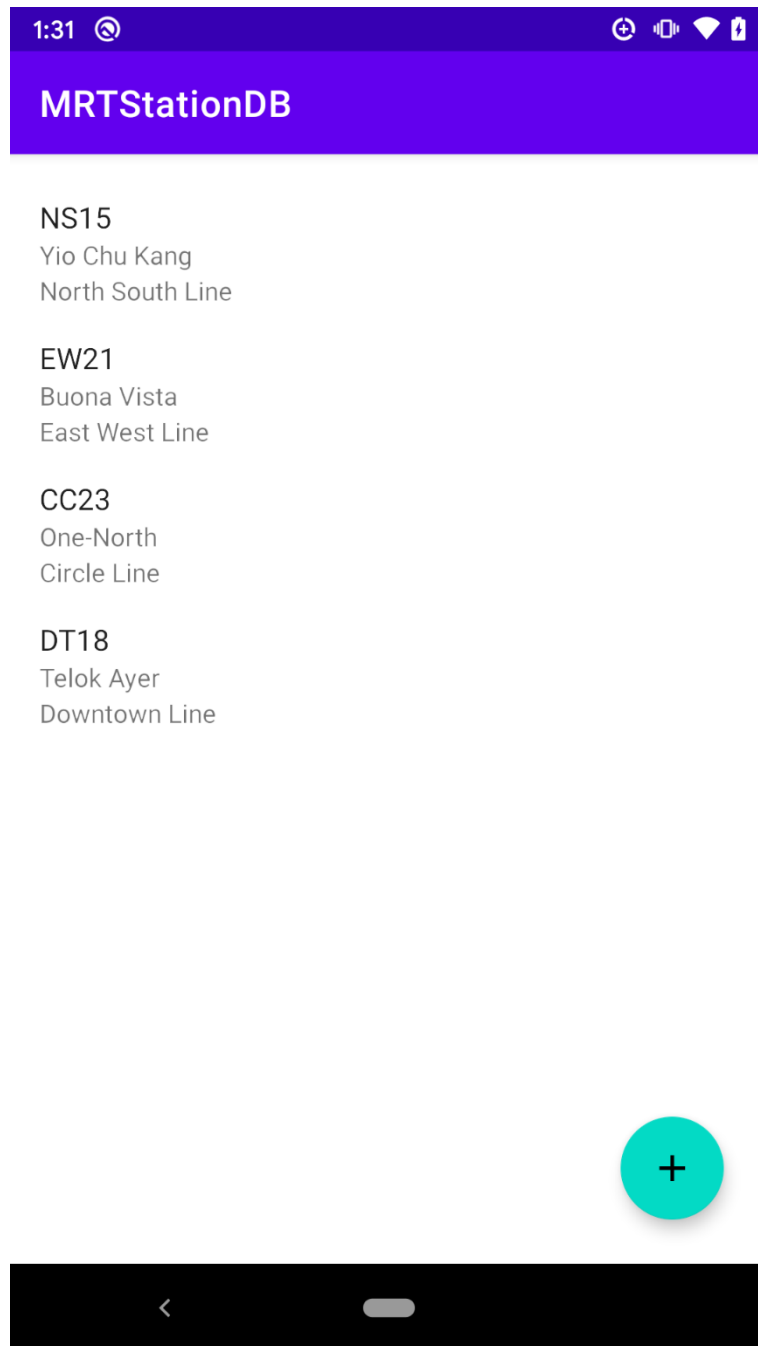 1:31
MRTStationDB
NS15
Yio Chu Kang
North South Line
EW21
Buona Vista
East West Line
CC23
One-North
Circle Line
DT18
Telok Ayer
Downtown Line
+